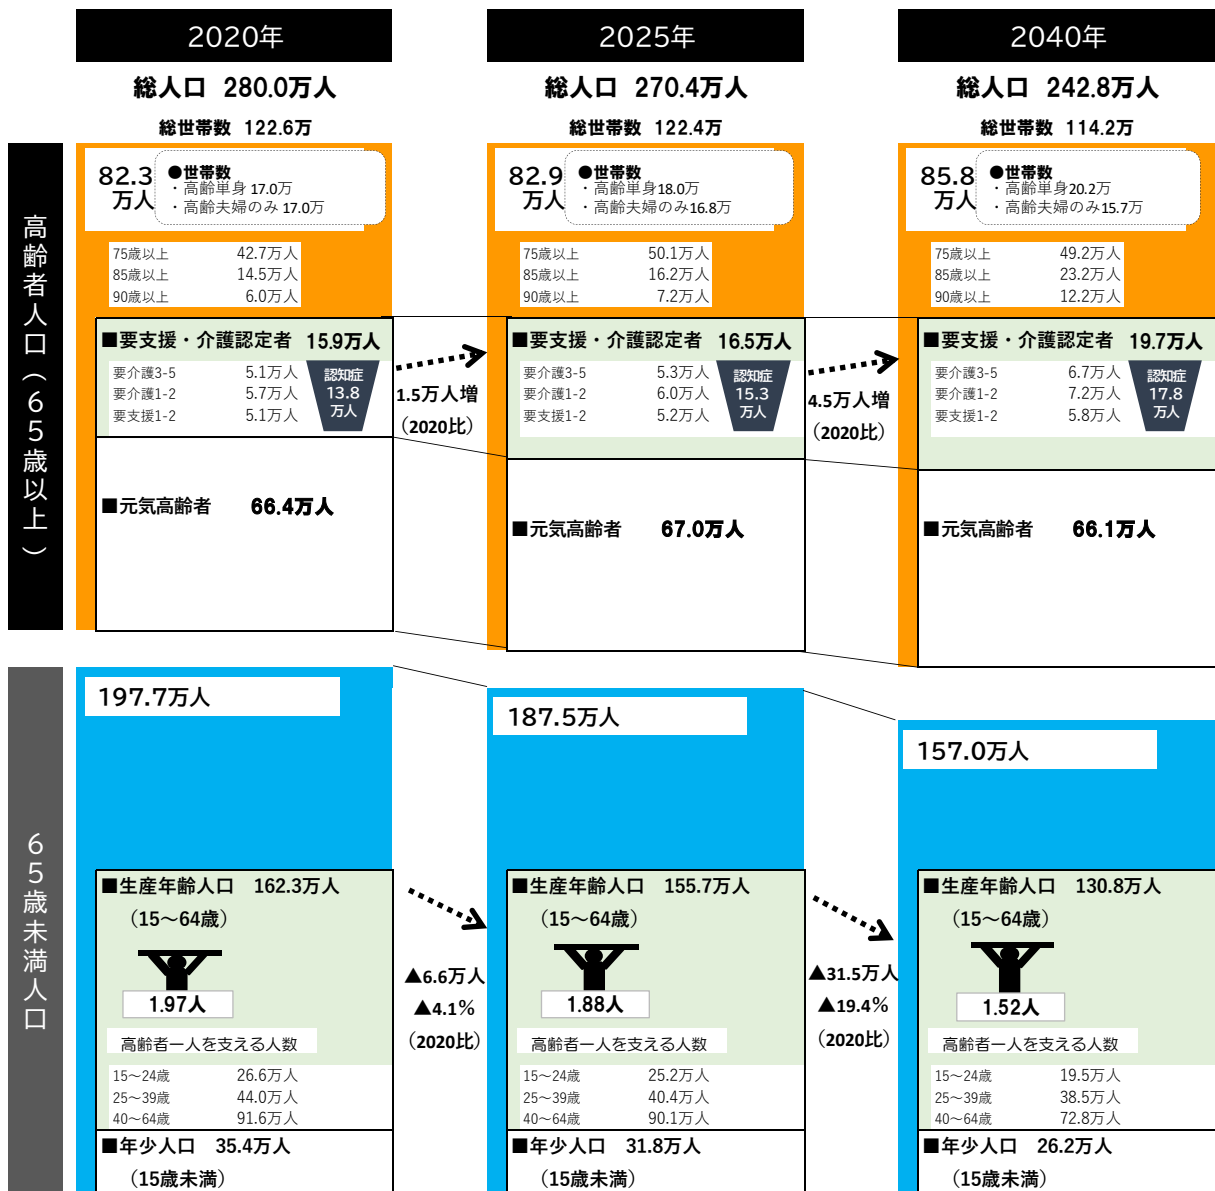 2020年
総人口 280.0万人
総世帯数 122.6万
2025年
総人口 270.4万人
総世帯数 122.4万
2040年
総人口 242.8万人
総世帯数 114.2万
高齢者人口（65歳以上）
82.3
万人
●世帯数
・高齢単身 17.0万
・高齢夫婦のみ 17.0万
75歳以上 42.7万人
85歳以上 14.5万人
90歳以上 6.0万人
■要支援・介護認定者 15.9万人
要介護3-5 5.1万人
要介護1-2 5.7万人
要支援1-2 5.1万人
認知症
13.8
万人
■元気高齢者 66.4万人
1.5万人増
（2020比）
82.9
万人
●世帯数
・高齢単身18.0万
・高齢夫婦のみ16.8万
75歳以上 50.1万人
85歳以上 16.2万人
90歳以上 7.2万人
■要支援・介護認定者 16.5万人
要介護3-5 5.3万人
要介護1-2 6.0万人
要支援1-2 5.2万人
認知症
15.3
万人
■元気高齢者 67.0万人
4.5万人増
（2020比）
85.8
万人
●世帯数
・高齢単身20.2万
・高齢夫婦のみ15.7万
75歳以上 49.2万人
85歳以上 23.2万人
90歳以上 12.2万人
■要支援・介護認定者 19.7万人
要介護3-5 6.7万人
要介護1-2 7.2万人
要支援1-2 5.8万人
認知症
17.8
万人
■元気高齢者 66.1万人
65歳未満人口
197.7万人
■生産年齢人口 162.3万人
（15～64歳）
1.97人
高齢者一人を支える人数
15～24歳 26.6万人
25～39歳 44.0万人
40～64歳 91.6万人
■年少人口 35.4万人
（15歳未満）
▲6.6万人
▲4.1％
（2020比）
187.5万人
■生産年齢人口 155.7万人
（15～64歳）
1.88人
高齢者一人を支える人数
15～24歳 25.2万人
25～39歳 40.4万人
40～64歳 90.1万人
■年少人口 31.8万人
（15歳未満）
▲31.5万人
▲19.4％
（2020比）
157.0万人
■生産年齢人口 130.8万人
（15～64歳）
1.52人
高齢者一人を支える人数
15～24歳 19.5万人
25～39歳 38.5万人
40～64歳 72.8万人
■年少人口 26.2万人
（15歳未満）